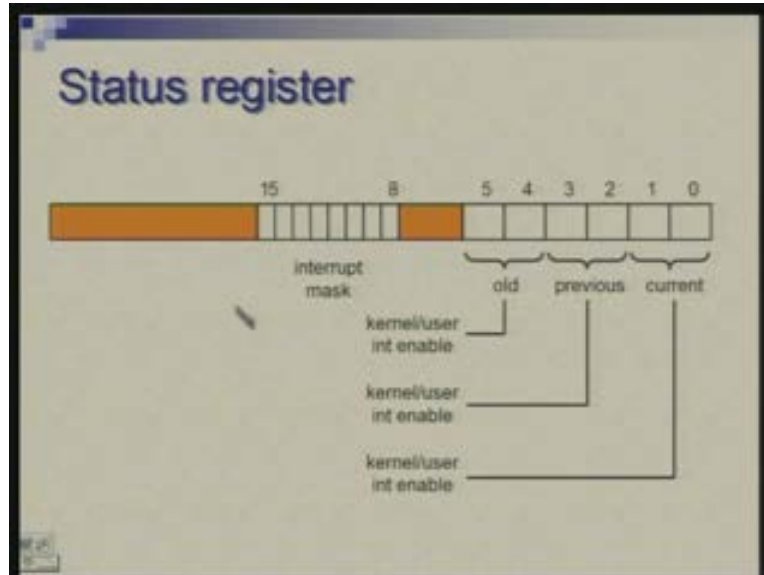 Status register
15 8 5 4 3 2 1 0
interrupt
mask
old previous current
kernel/user
int enable
kernel/user
int enable
kernel/user
int enable